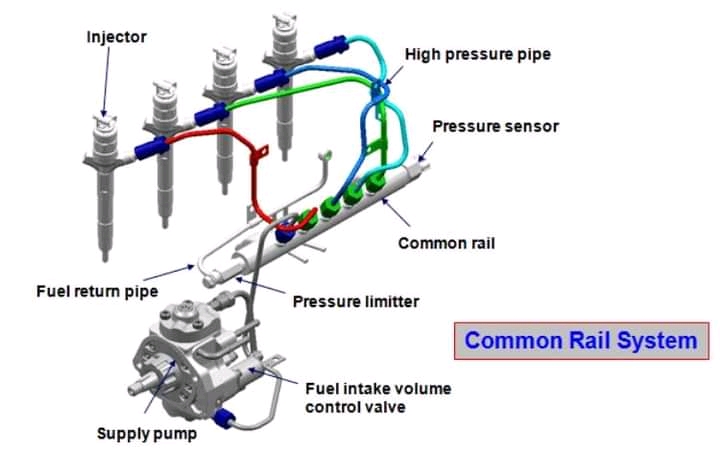 Injector
High pressure pipe
Pressure sensor
Common rail
Fuel return pipe
Pressure limitter
Common Rail System
Fuel intake volume
control valve
Supply pump